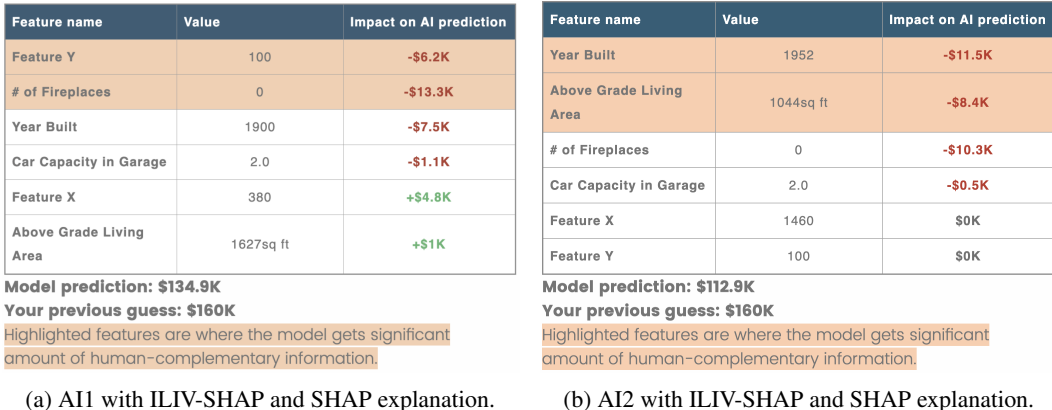 Feature name Value Impact on AI prediction
Feature Y 100 -$6.2K
# of Fireplaces 0 -$13.3K
Year Built 1900 -$7.5K
Car Capacity in Garage 2.0 -$1.1K
Feature X 380 +$4.8K
Above Grade Living
Area 1627sq ft +$1K
Model prediction: $134.9K
Your previous guess: $160K
Highlighted features are where the model gets significant
amount of human-complementary information.
(a) AI1 with ILIV-SHAP and SHAP explanation.
Feature name Value Impact on AI prediction
Year Built 1952 -$11.5K
Above Grade Living
Area 1044sq ft -$8.4K
# of Fireplaces 0 -$10.3K
Car Capacity in Garage 2.0 -$0.5K
Feature X 1460 $0K
Feature Y 100 $0K
Model prediction: $112.9K
Your previous guess: $160K
Highlighted features are where the model gets significant
amount of human-complementary information.
(b) AI2 with ILIV-SHAP and SHAP explanation.